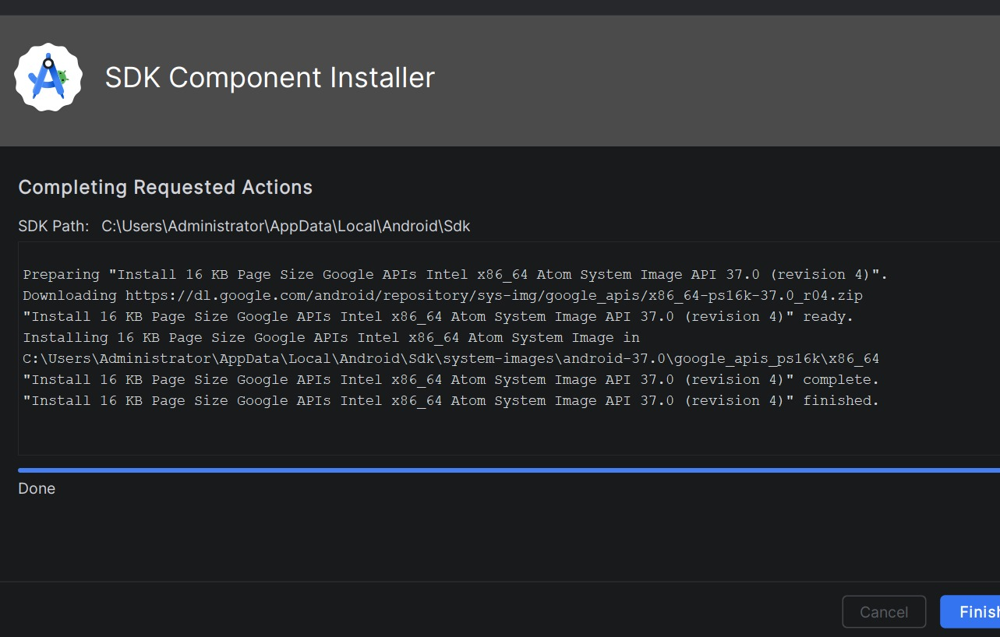 SDK Component Installer
Completing Requested Actions
SDK Path: C:\Users\Administrator\AppData\Local\Android\Sdk
Preparing "Install 16 KB Page Size Google APIs Intel x86_64 Atom System Image API 37.0 (revision 4)".
Downloading https://dl.google.com/android/repository/sys-img/google_apis/x86_64-ps16k-37.0_r04.zip
"Install 16 KB Page Size Google APIs Intel x86_64 Atom System Image API 37.0 (revision 4)" ready.
Installing 16 KB Page Size Google APIs Intel x86_64 Atom System Image in
C:\Users\Administrator\AppData\Local\Android\Sdk\system-images\android-37.0\google_apis_ps16k\x86_64
"Install 16 KB Page Size Google APIs Intel x86_64 Atom System Image API 37.0 (revision 4)" complete.
"Install 16 KB Page Size Google APIs Intel x86_64 Atom System Image API 37.0 (revision 4)" finished.
Done
Cancel Finish